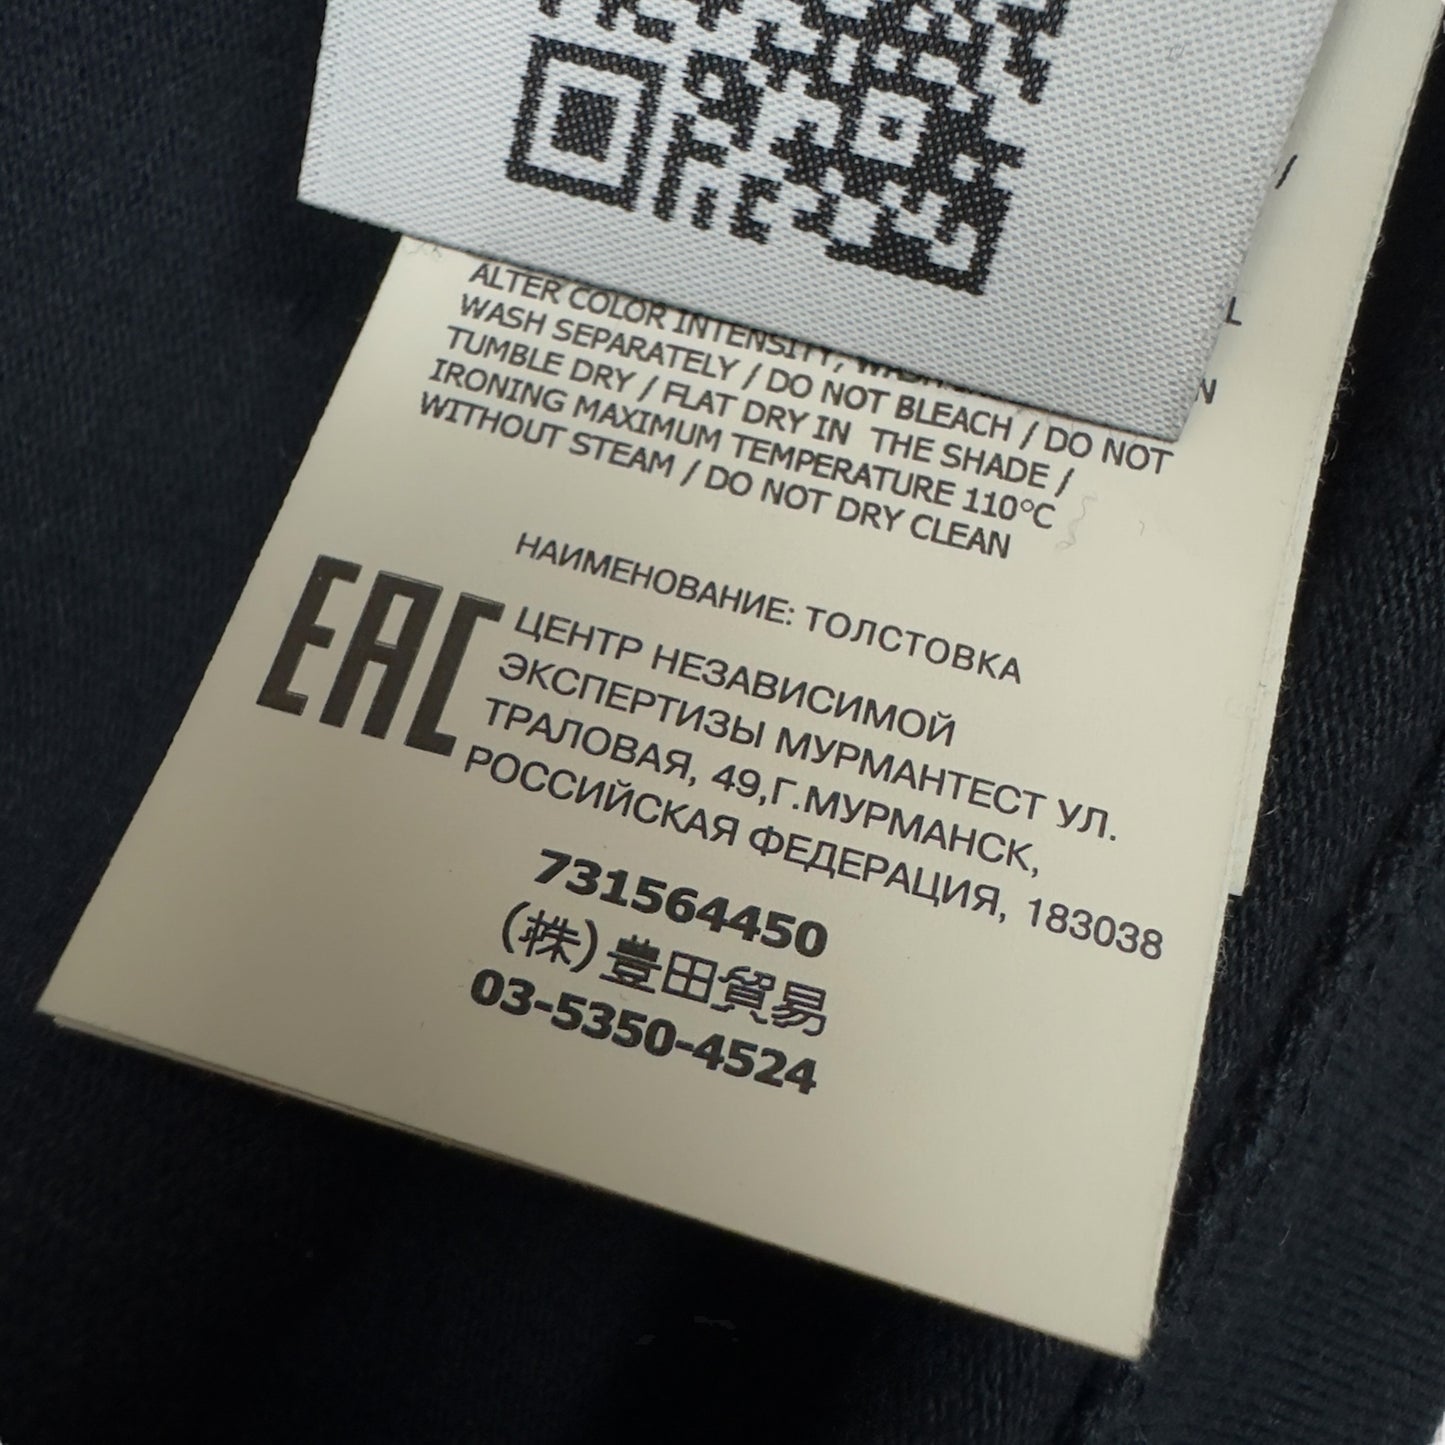 /
L
ALTER COLOR INTENSITY,
N
WASH SEPARATELY / DO NOT BLEACH / DO NOT
TUMBLE DRY / FLAT DRY IN THE SHADE /
IRONING MAXIMUM TEMPERATURE 110°C
WITHOUT STEAM / DO NOT DRY CLEAN
НАИМЕНОВАНИЕ: ТОЛСТОВКА
EAC
ЦЕНТР НЕЗАВИСИМОЙ
ЭКСПЕРТИЗЫ МУРМАНТЕСТ УЛ.
ТРАЛОВАЯ, 49,Г.МУРМАНСК,
РОССИЙСКАЯ ФЕДЕРАЦИЯ, 183038
731564450
(株)豊田貿易
03-5350-4524